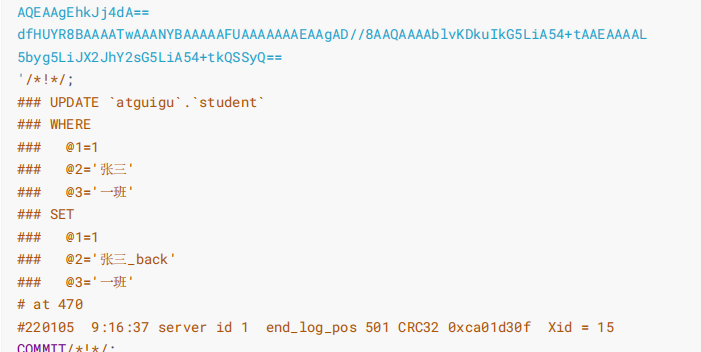 AQEAAgEhkJj4dA==
dfHUYR8BAAAATwAAANYBAAAAAFUAAAAAAAEAAgAD//8AAQAAAAblvKDkuIkG5LiA54+tAAEAAAAL
5byg5LiJX2JhY2sG5LiA54+tkQSSyQ==
'/*!*/;
### UPDATE `atguigu`.`student`
### WHERE
###   @1=1
###   @2='张三'
###   @3='一班'
### SET
###   @1=1
###   @2='张三_back'
###   @3='一班'
# at 470
#220105  9:16:37 server id 1  end_log_pos 501 CRC32 0xca01d30f  Xid = 15
COMMIT/*!*/;